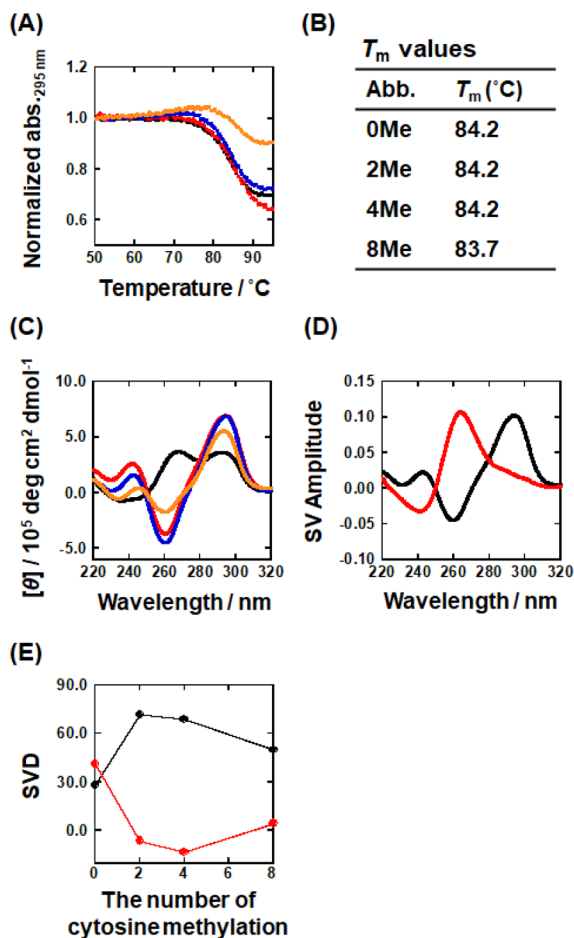 (A)
Normalized abs.295 nm
1.2
1.0
0.8
0.6
50 60 70 80 90
Temperature / ˚C
(B)
Tm values
Abb. Tm (˚C)
0Me 84.2
2Me 84.2
4Me 84.2
8Me 83.7
(C)
[θ] / 10⁵ deg cm² dmol⁻¹
10.0
5.0
0.0
-5.0
220 240 260 280 300 320
Wavelength / nm
(D)
SV Amplitude
0.15
0.10
0.05
0.00
-0.05
-0.10
220 240 260 280 300 320
Wavelength / nm
(E)
SVD
90.0
60.0
30.0
0.0
0 2 4 6 8
The number of
cytosine methylation